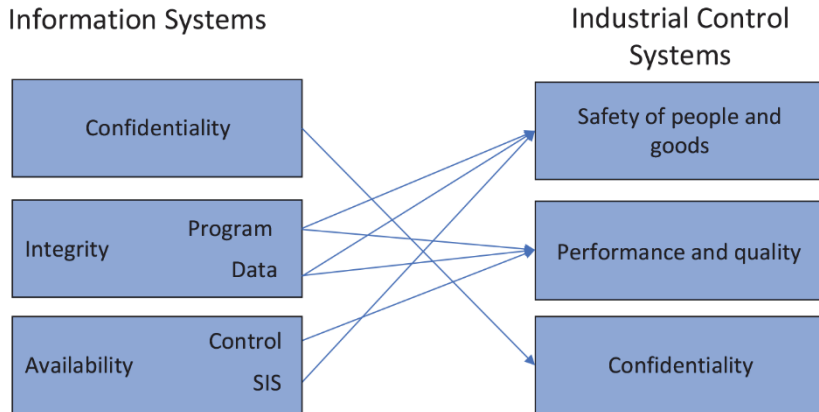 Information Systems
Industrial Control
Systems
Confidentiality
Safety of people and
goods
Integrity
Program
Data
Performance and quality
Availability
Control
SIS
Confidentiality